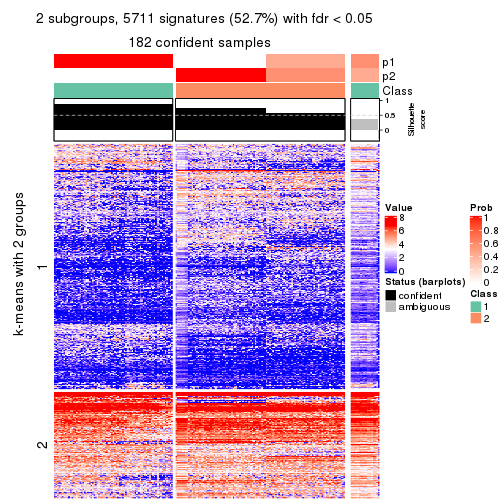 2 subgroups, 5711 signatures (52.7%) with fdr < 0.05
182 confident samples
p1
p2
Class
1
0.5
0
Silhouette
score
k-means with 2 groups
1
2
Value
8
6
4
2
0
Status (barplots)
confident
ambiguous
Prob
1
0.8
0.6
0.4
0.2
0
Class
1
2